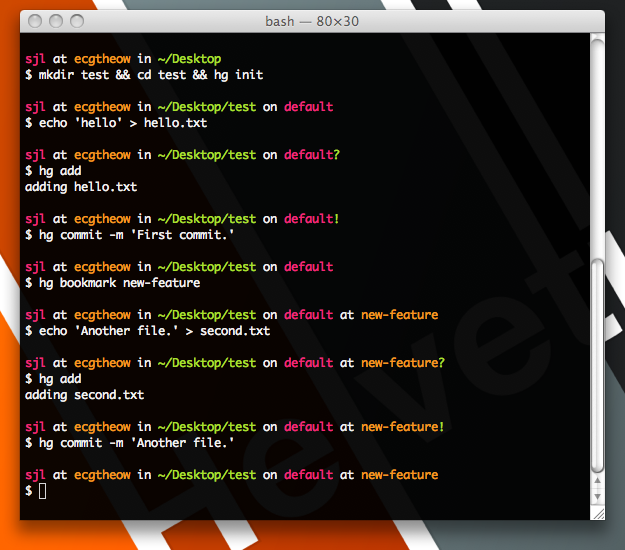 bash — 80×30
sjl at ecgtheow in ~/Desktop
$ mkdir test && cd test && hg init
sjl at ecgtheow in ~/Desktop/test on default
$ echo 'hello' > hello.txt
sjl at ecgtheow in ~/Desktop/test on default?
$ hg add
adding hello.txt
sjl at ecgtheow in ~/Desktop/test on default!
$ hg commit -m 'First commit.'
sjl at ecgtheow in ~/Desktop/test on default
$ hg bookmark new-feature
sjl at ecgtheow in ~/Desktop/test on default at new-feature
$ echo 'Another file.' > second.txt
sjl at ecgtheow in ~/Desktop/test on default at new-feature?
$ hg add
adding second.txt
sjl at ecgtheow in ~/Desktop/test on default at new-feature!
$ hg commit -m 'Another file.'
sjl at ecgtheow in ~/Desktop/test on default at new-feature
$